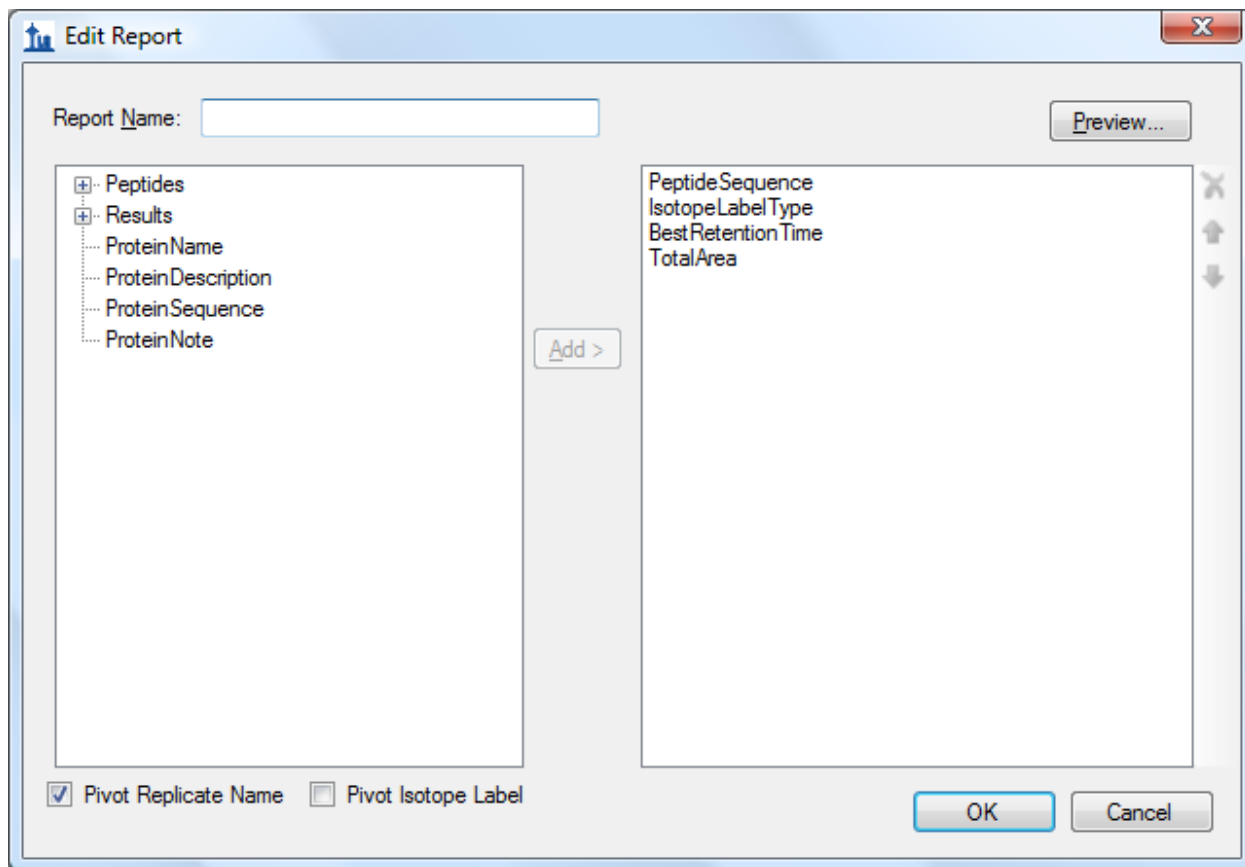 Edit Report
Report Name:
Preview...
Peptides
Results
ProteinName
ProteinDescription
ProteinSequence
ProteinNote
Add >
PeptideSequence
IsotopeLabelType
BestRetentionTime
TotalArea
Pivot Replicate Name
Pivot Isotope Label
OK
Cancel